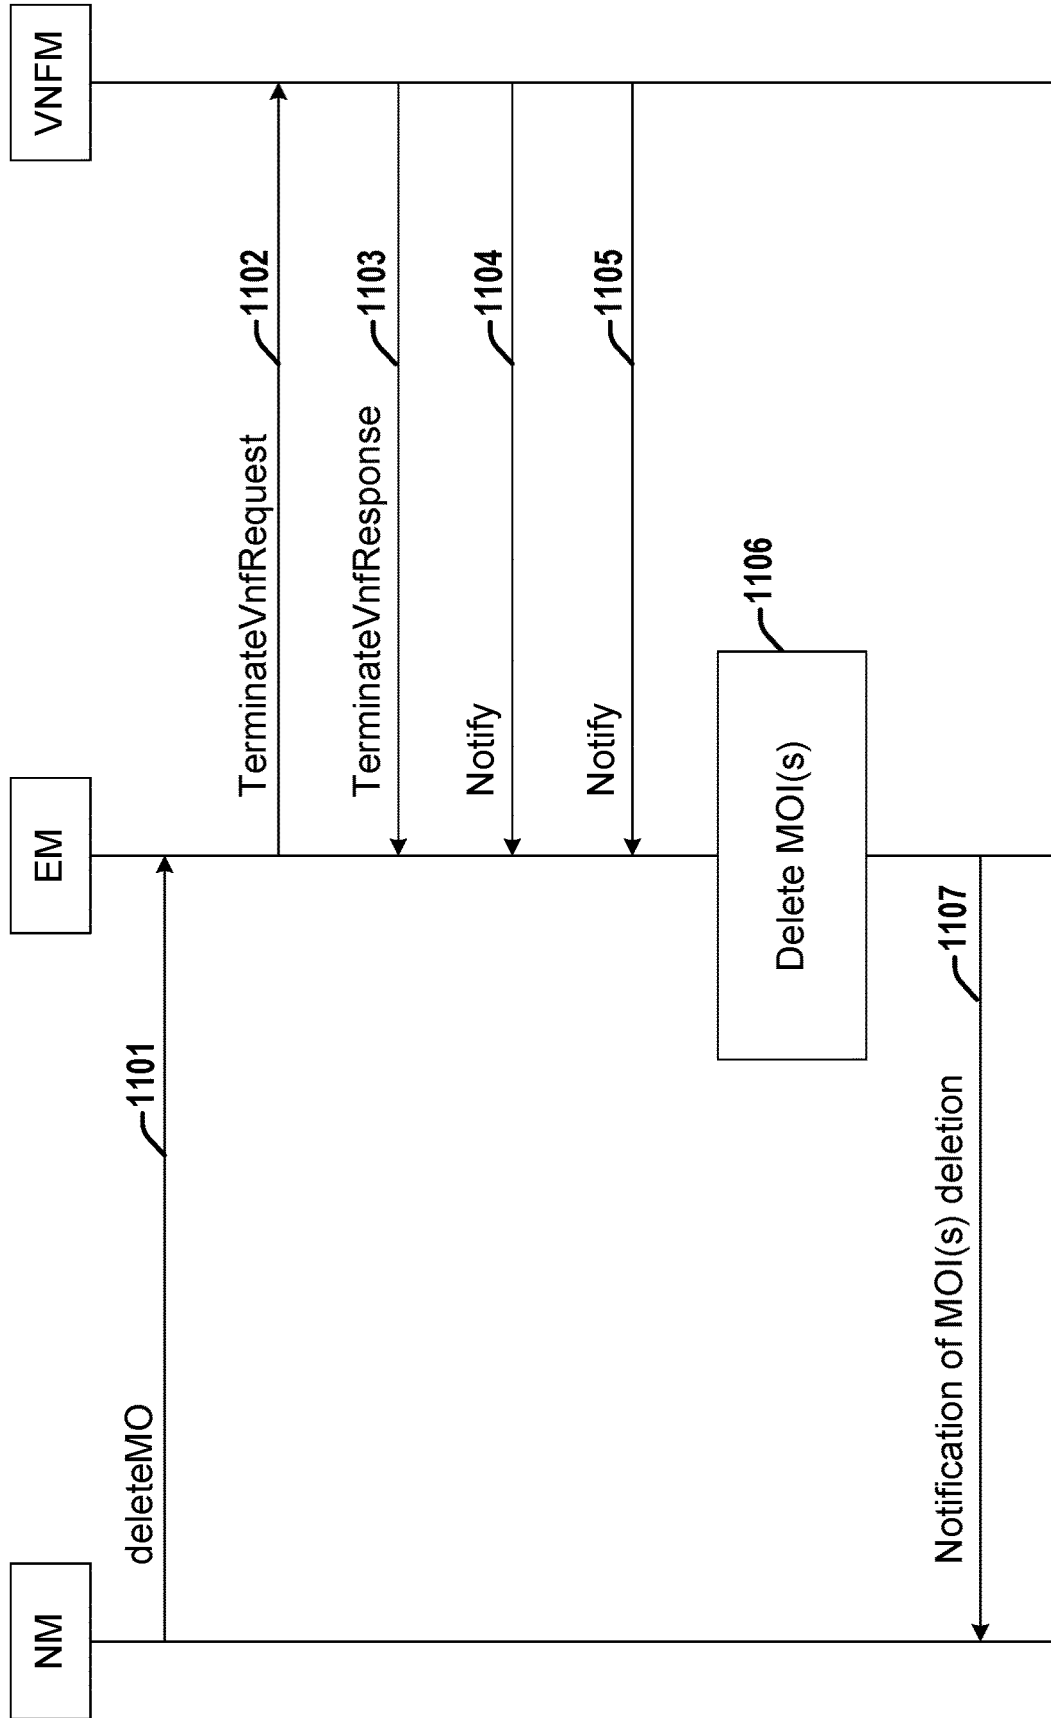 NM
EM
VNFM
deleteMO
1101
TerminateVnfRequest
1102
TerminateVnfResponse
1103
Notify
1104
Notify
1105
Delete MOI(s)
1106
Notification of MOI(s) deletion
1107